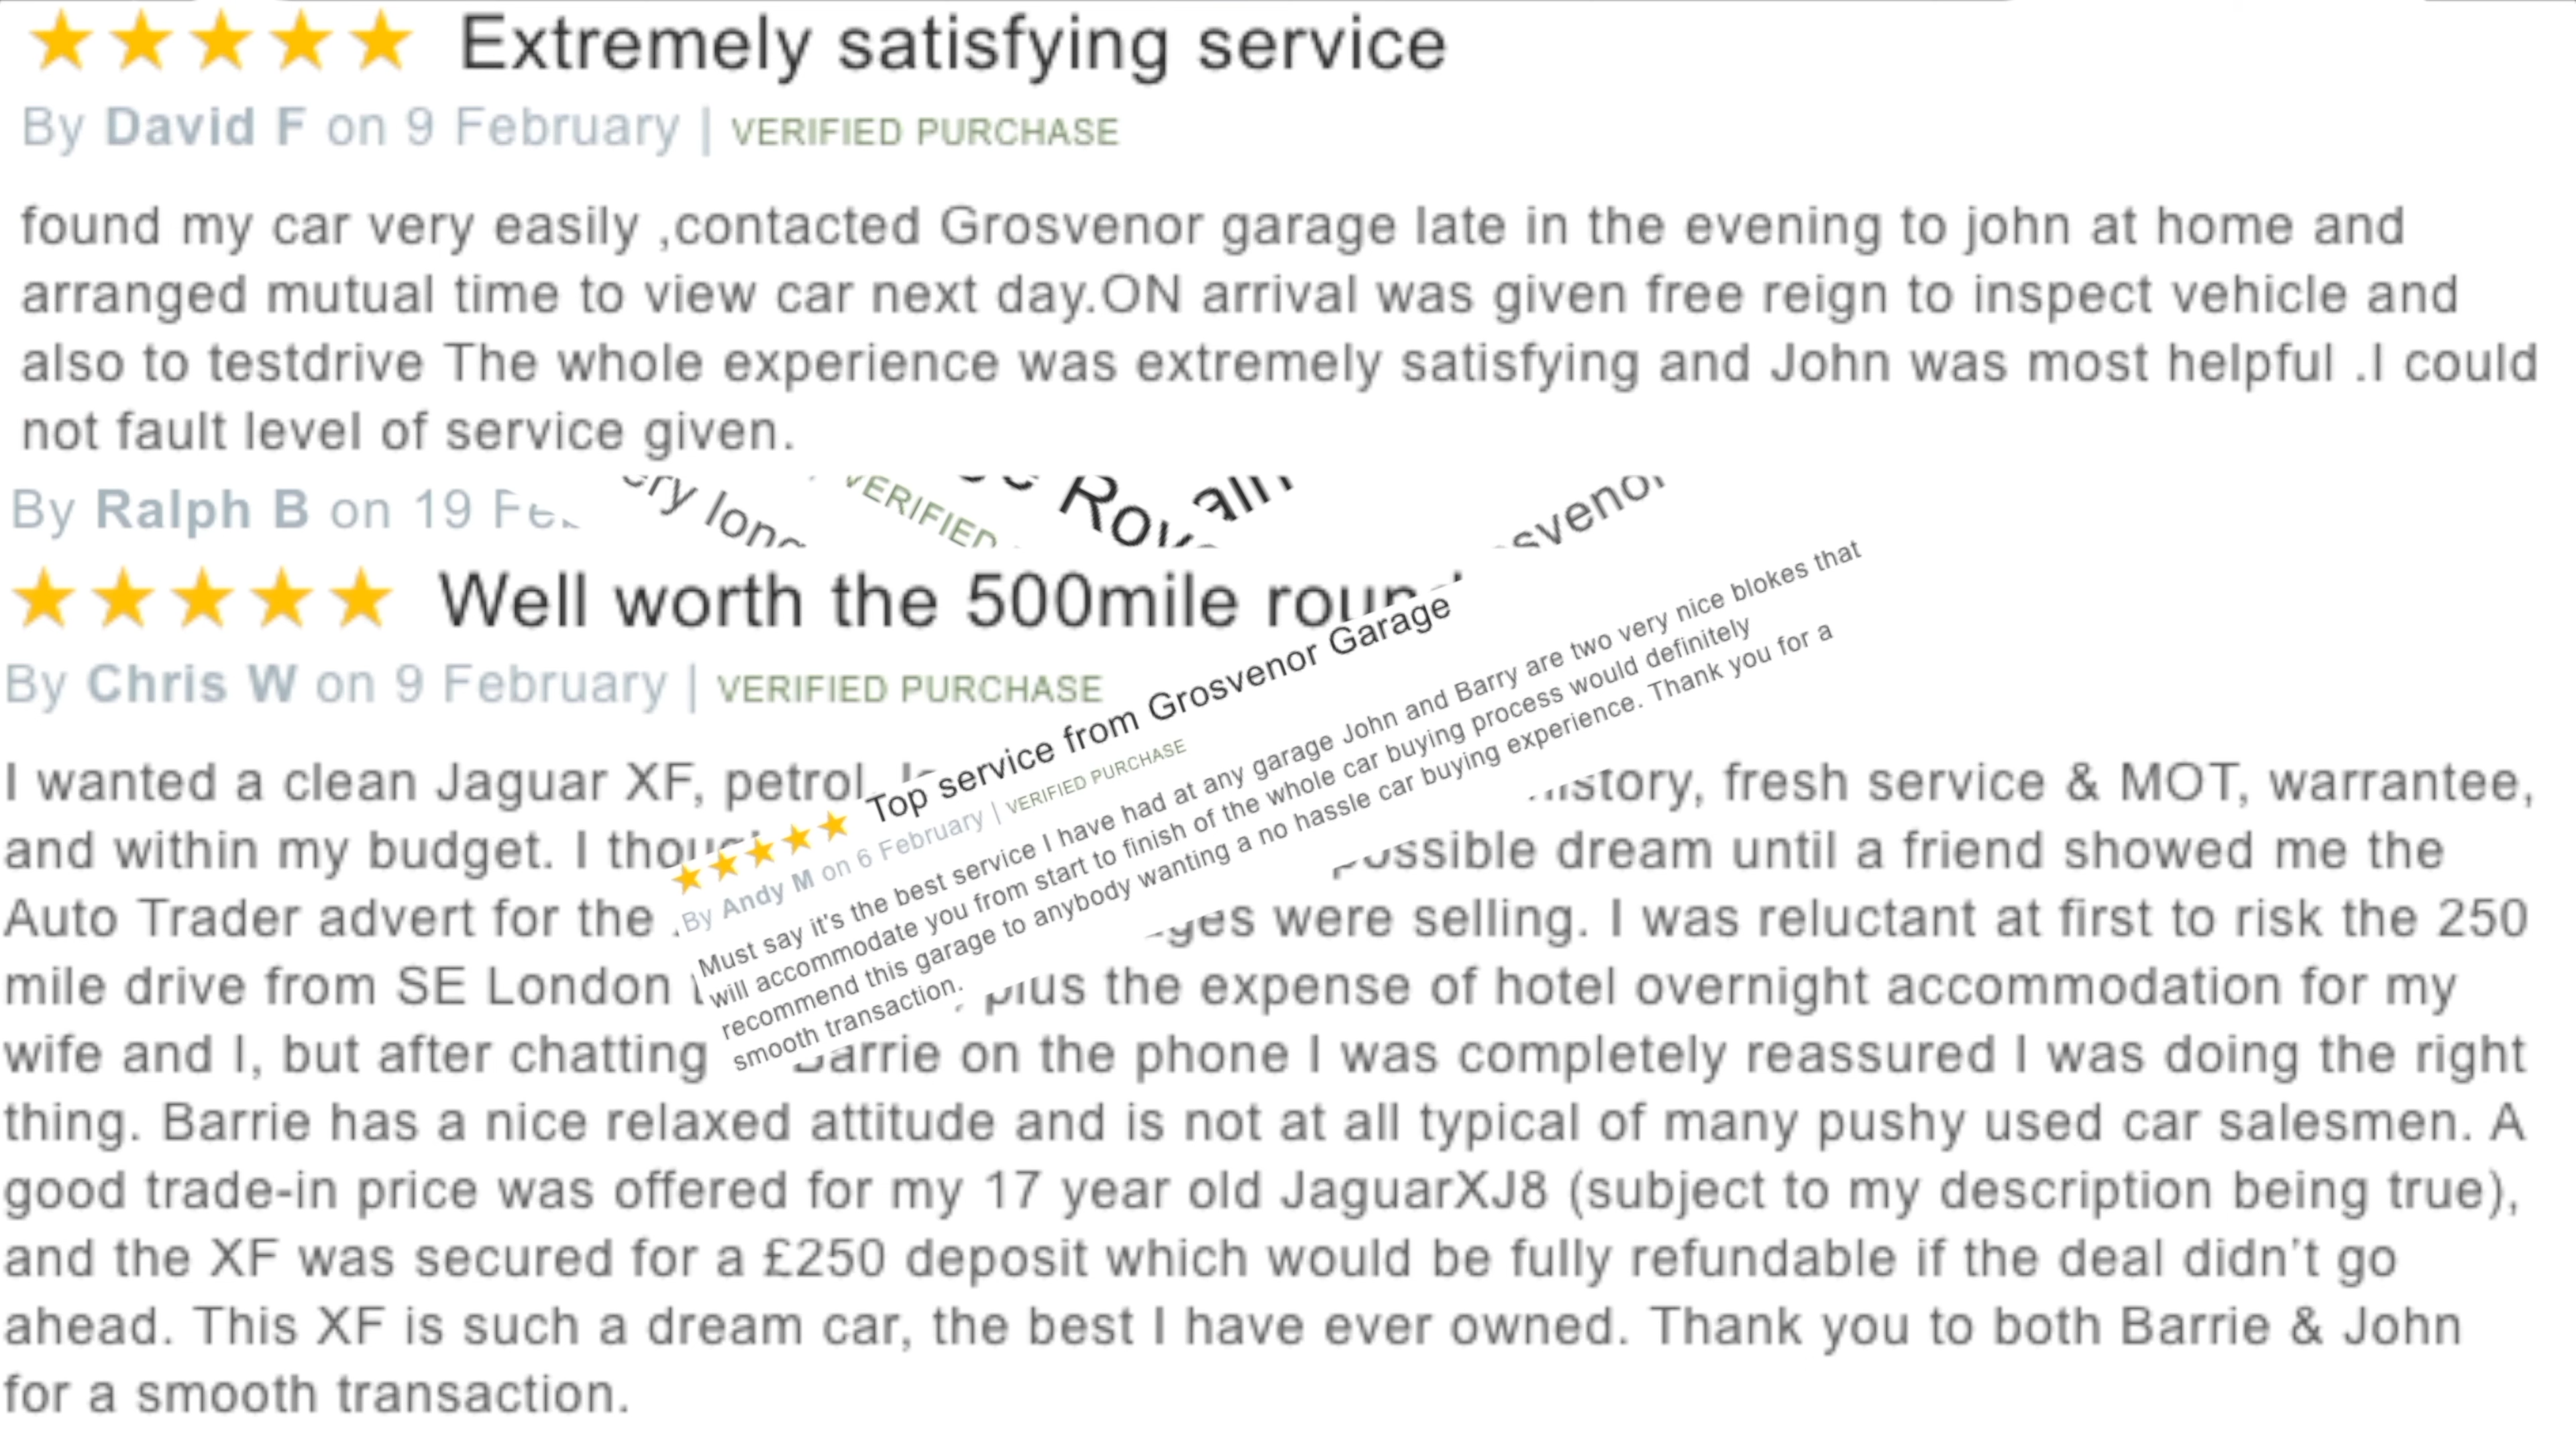 Extremely satisfying service
By David F on 9 February | VERIFIED PURCHASE
found my car very easily ,contacted Grosvenor garage late in the evening to john at home and
arranged mutual time to view car next day.ON arrival was given free reign to inspect vehicle and
also to testdrive The whole experience was extremely satisfying and John was most helpful .I could
not fault level of service given.
By Ralph B on 19
VERIFIED
Well worth the 500mile
By Chris W on 9 February | VERIFIED PURCHASE
Top service from Grosvenor Garage
By Andy M on 6 February | VERIFIED PURCHASE
Must say it's the best service I have had at any garage John and Barry are two very nice blokes that
will accommodate you from start to finish of the whole car buying process would definitely
recommend this garage to anybody wanting a no hassle car buying experience. Thank you for a
smooth transaction.
I wanted a clean Jaguar XF, petrol, fresh service & MOT, warrantee,
and within my budget. I dream until a friend showed me the
Auto Trader advert for the were selling. I was reluctant at first to risk the 250
mile drive from SE London plus the expense of hotel overnight accommodation for my
wife and I, but after chatting Barrie on the phone I was completely reassured I was doing the right
thing. Barrie has a nice relaxed attitude and is not at all typical of many pushy used car salesmen. A
good trade-in price was offered for my 17 year old JaguarXJ8 (subject to my description being true),
and the XF was secured for a £250 deposit which would be fully refundable if the deal didn't go
ahead. This XF is such a dream car, the best I have ever owned. Thank you to both Barrie & John
for a smooth transaction.